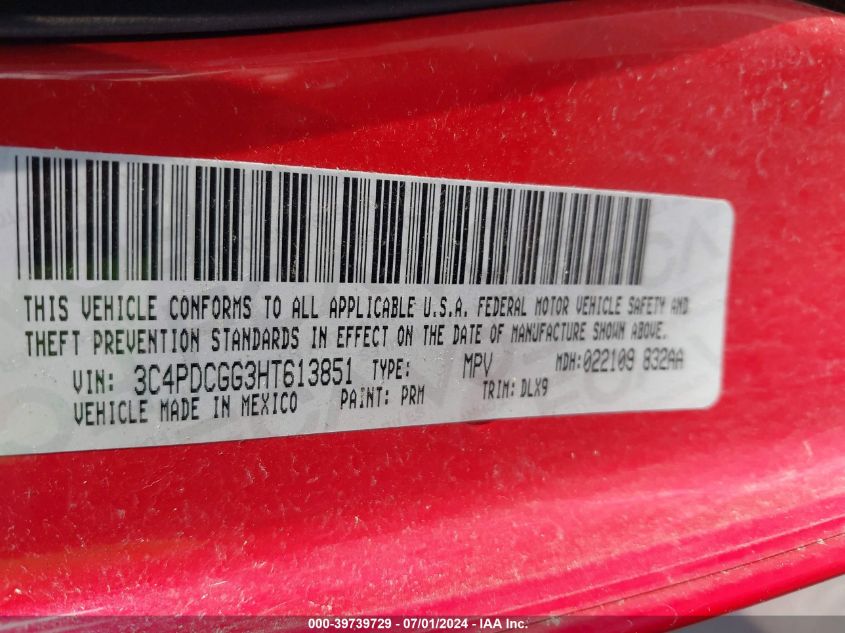 THIS VEHICLE CONFORMS TO ALL APPLICABLE U.S.A. FEDERAL MOTOR VEHICLE SAFETY AND
THEFT PREVENTION STANDARDS IN EFFECT ON THE DATE OF MANUFACTURE SHOWN ABOVE.
VIN: 3C4PDCGG3HT613851 TYPE: MPV MDH:022109 832AA
VEHICLE MADE IN MEXICO PAINT: PRM TRIM: DLX9
000-39739729 - 07/01/2024 - IAA Inc.